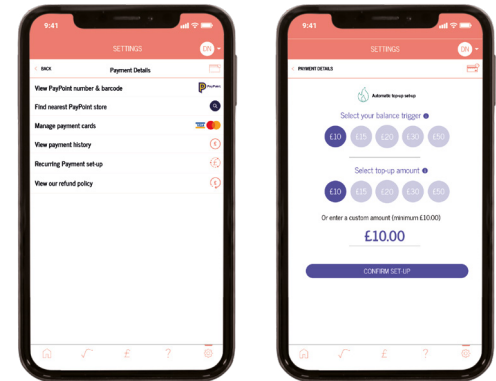 9:41
SETTINGS
DN
BACK
Payment Details
View PayPoint number & barcode
PayPoint
Find nearest PayPoint store
Manage payment cards
VISA
View payment history
£
Recurring Payment set-up
£
View our refund policy
£
£
?
9:41
SETTINGS
DN
PAYMENT DETAILS
Automatic top-up setup
Select your balance trigger
£10 £15 £20 £30 £50
Select top-up amount
£10 £15 £20 £30 £50
Or enter a custom amount (minimum £10.00)
£10.00
CONFIRM SET-UP
£
?